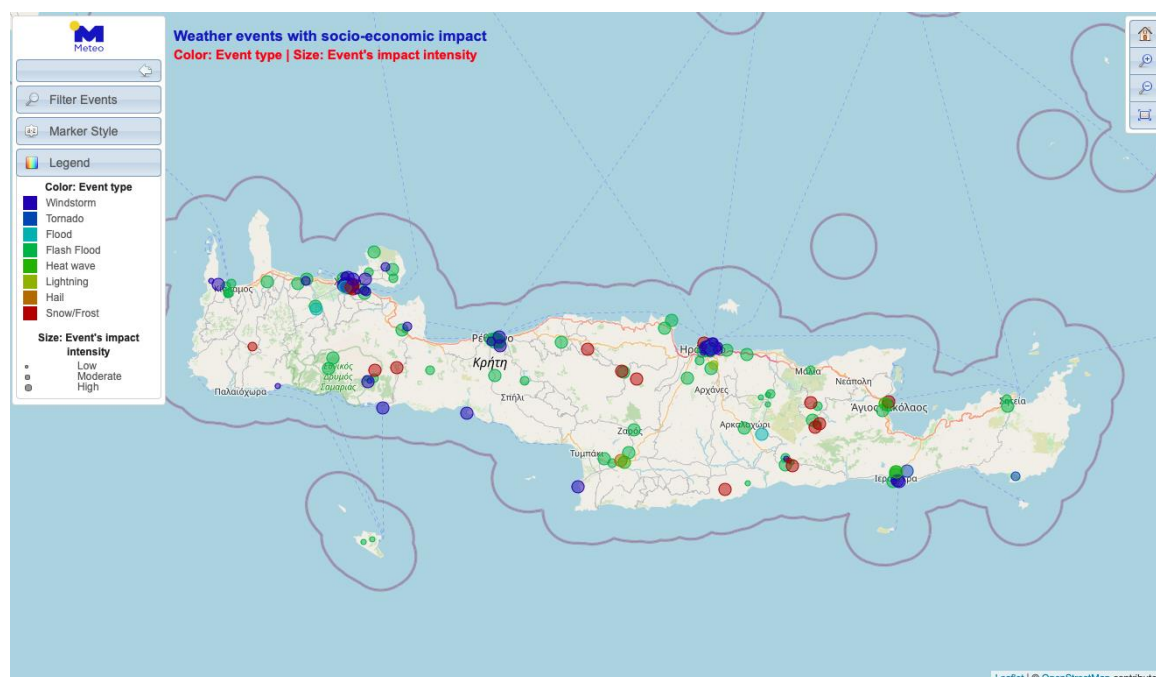 Meteo
Weather events with socio-economic impact
Color: Event type | Size: Event's impact intensity
Filter Events
Marker Style
Legend
Color: Event type
Windstorm
Tornado
Flood
Flash Flood
Heat wave
Lightning
Hail
Snow/Frost
Size: Event's impact
intensity
Low
Moderate
High
Παλαιόχωρα
Κρήτη
Σπήλι
Τυμπάκι
Ζαρός
Αρχάνες
Αρκαλοχώρι
Μάλια
Νεάπολη
Άγιος Νικόλαος
Σητεία
Leaflet | © OpenStreetMap contributors